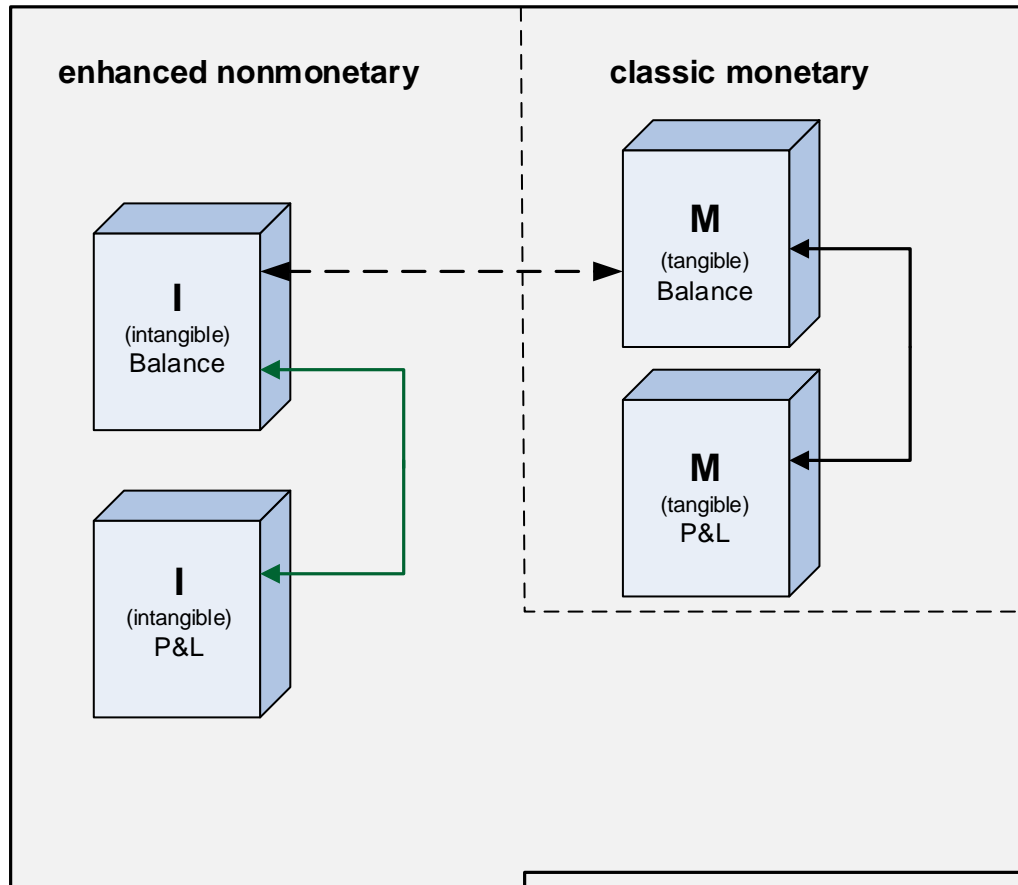 enhanced nonmonetary
classic monetary
I
(intangible)
Balance
M
(tangible)
Balance
I
(intangible)
P&L
M
(tangible)
P&L